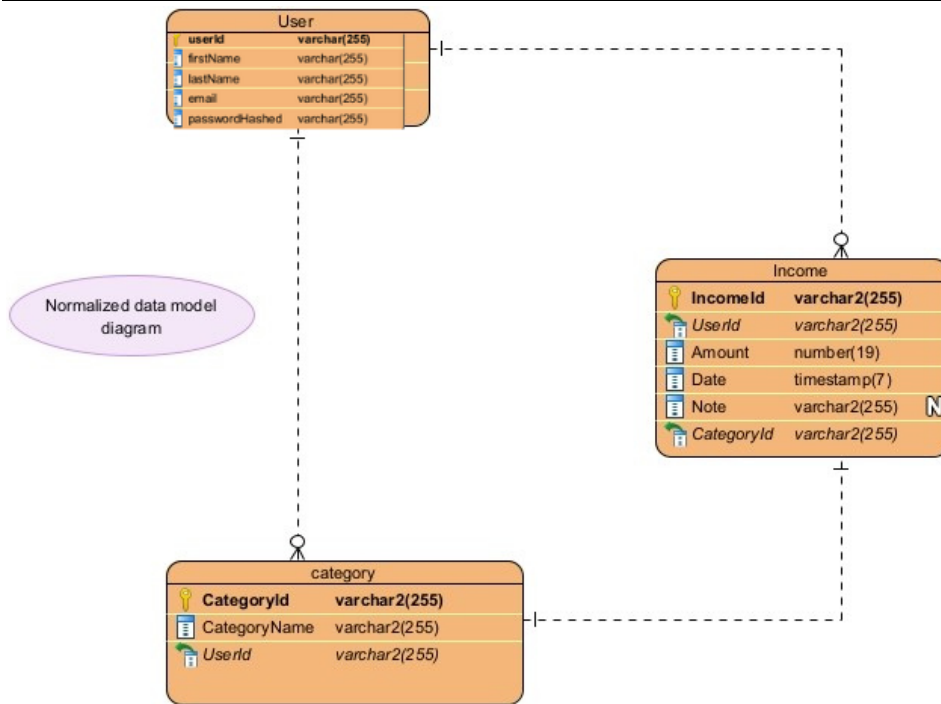 User
userId varchar(255)
firstName varchar(255)
lastName varchar(255)
email varchar(255)
passwordHashed varchar(255)
Normalized data model
diagram
Income
IncomeId varchar2(255)
UserId varchar2(255)
Amount number(19)
Date timestamp(7)
Note varchar2(255) N
CategoryId varchar2(255)
category
CategoryId varchar2(255)
CategoryName varchar2(255)
UserId varchar2(255)